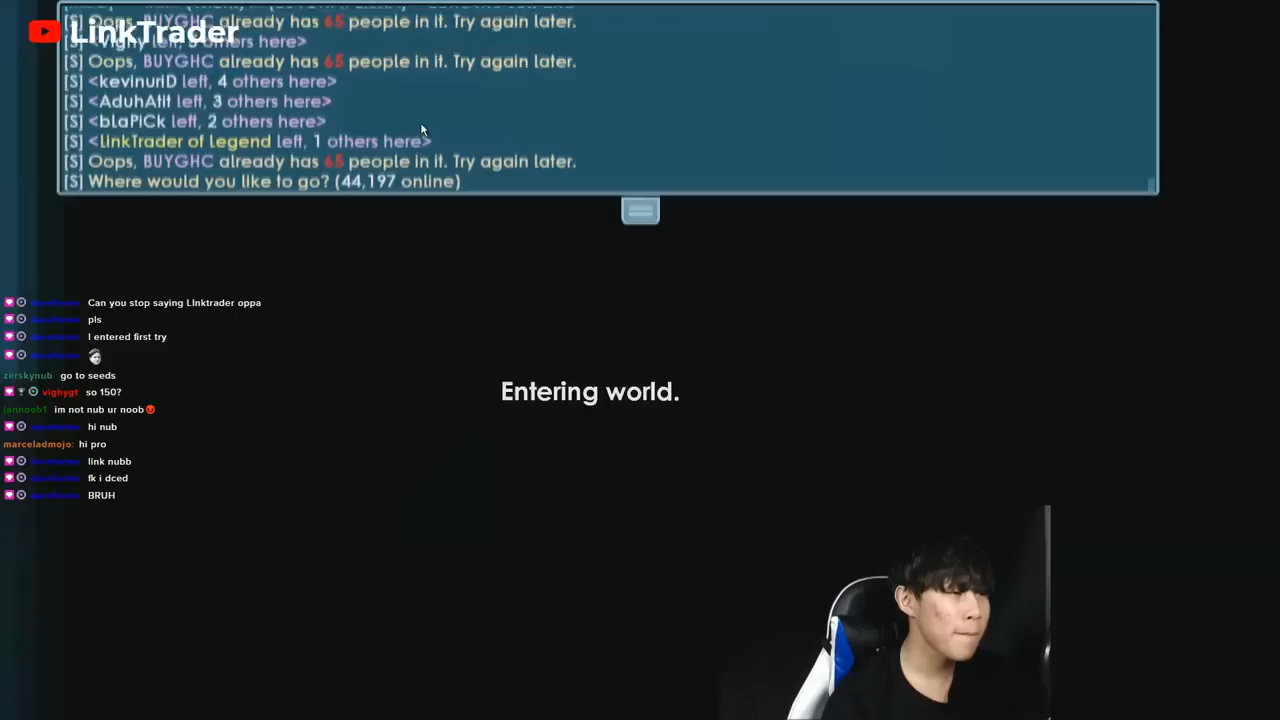 [S] Oops, BUYGHC already has 65 people in it. Try again later.
LinkTrader
others here>
[S] Oops, BUYGHC already has 65 people in it. Try again later.
[S] <kevinuriD left, 4 others here>
[S] <AduhAtit left, 3 others here>
[S] <bLaPICk left, 2 others here>
[S] <LinkTrader of Legend left, 1 others here>
[S] Oops, BUYGHC already has 65 people in it. Try again later.
[S] Where would you like to go? (44,197 online)
Can you stop saying LInktrader oppa
pls
I entered first try
zerskynub go to seeds
vighygt so 150?
jannoob1 im not nub ur noob
hi nub
marceladmojo: hi pro
link nubb
fk i dced
BRUH
Entering world.